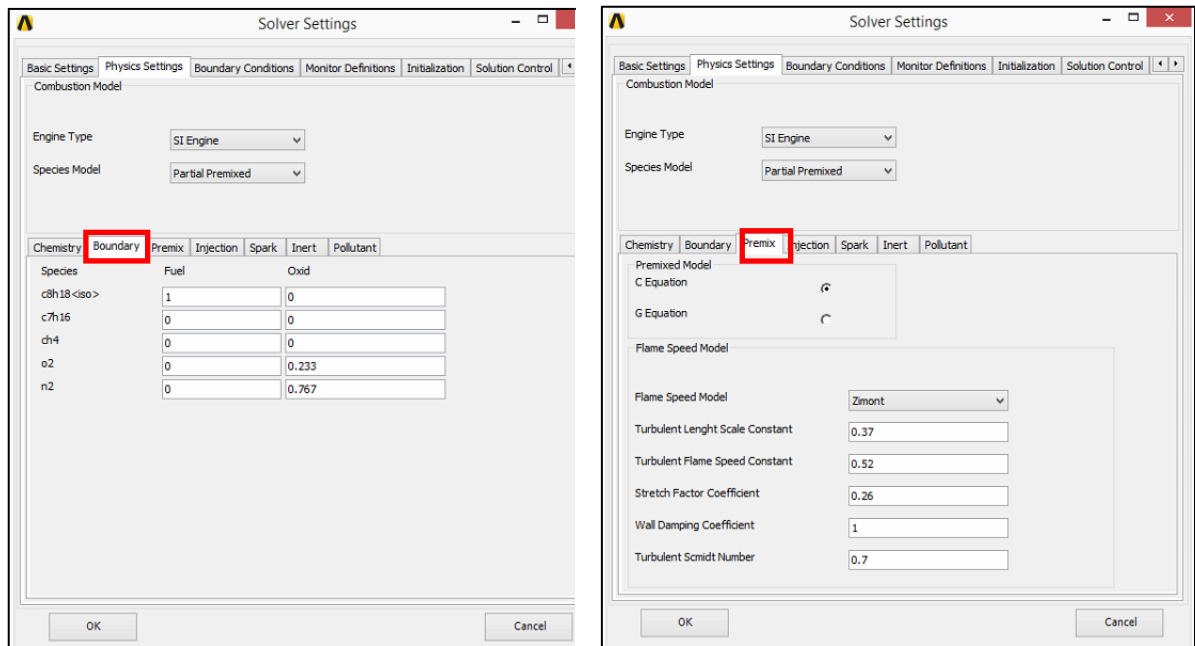 Solver Settings
Basic Settings Physics Settings Boundary Conditions Monitor Definitions Initialization Solution Control
Combustion Model
Engine Type SI Engine
Species Model Partial Premixed
Chemistry Boundary Premix Injection Spark Inert Pollutant
Species Fuel Oxid
c8h18<iso> 1 0
c7h16 0 0
ch4 0 0
o2 0 0.233
n2 0 0.767
OK Cancel
Solver Settings
Basic Settings Physics Settings Boundary Conditions Monitor Definitions Initialization Solution Control
Combustion Model
Engine Type SI Engine
Species Model Partial Premixed
Chemistry Boundary Premix Injection Spark Inert Pollutant
Premixed Model
C Equation
G Equation
Flame Speed Model
Flame Speed Model Zimont
Turbulent Lenght Scale Constant 0.37
Turbulent Flame Speed Constant 0.52
Stretch Factor Coefficient 0.26
Wall Damping Coefficient 1
Turbulent Scmidt Number 0.7
OK Cancel